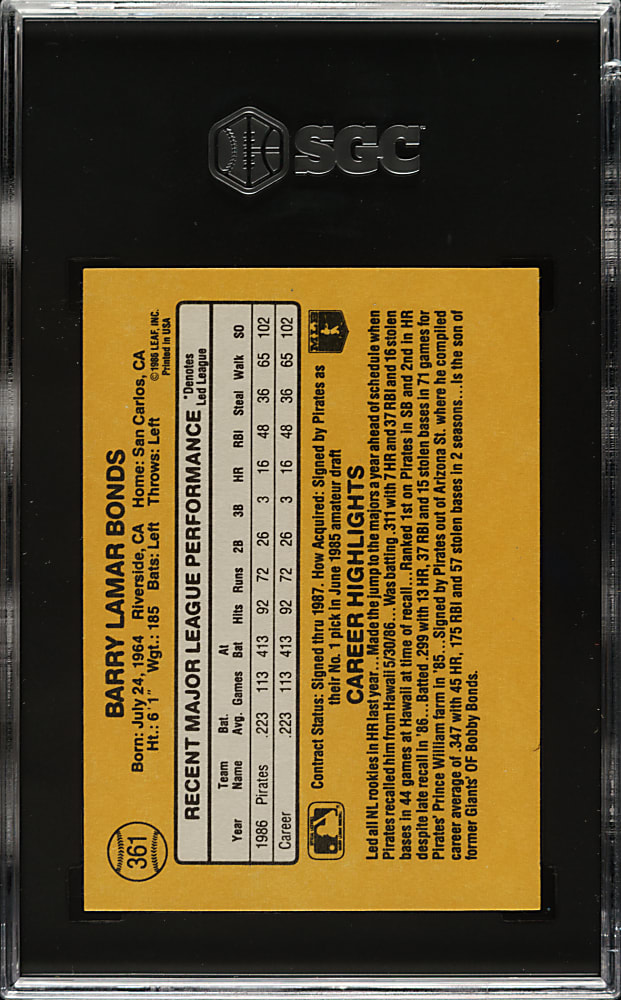 SGC
361
BARRY LAMAR BONDS
Born: July 24, 1964 Riverside, CA Home: San Carlos, CA
Ht.: 6'1" Wgt.: 185 Bats: Left Throws: Left
©1986 LEAF, INC.
Printed in USA
RECENT MAJOR LEAGUE PERFORMANCE
*Denotes
Led League
Year Team Name Bat. Avg. Games At Bat Hits Runs 2B 3B HR RBI Steal Walk SO
1986 Pirates .223 113 413 92 72 26 3 16 48 36 65 102
Career .223 113 413 92 72 26 3 16 48 36 65 102
Contract Status: Signed thru 1987. How Acquired: Signed by Pirates as
their No. 1 pick in June 1985 amateur draft
CAREER HIGHLIGHTS
Led all NL rookies in HR last year...Made the jump to the majors a year ahead of schedule when
Pirates recalled him from Hawaii 5/30/86...Was batting .311 with 7 HR and 37 RBI and 16 stolen
bases in 44 games at Hawaii at time of recall...Ranked 1st on Pirates in SB and 2nd in HR
despite late recall in '86...Batted .299 with 13 HR, 37 RBI and 15 stolen bases in 71 games for
Pirates' Prince William farm in '85...Signed by Pirates out of Arizona St. where he compiled
career average of .347 with 45 HR, 175 RBI and 57 stolen bases in 2 seasons...Is the son of
former Giants' OF Bobby Bonds.